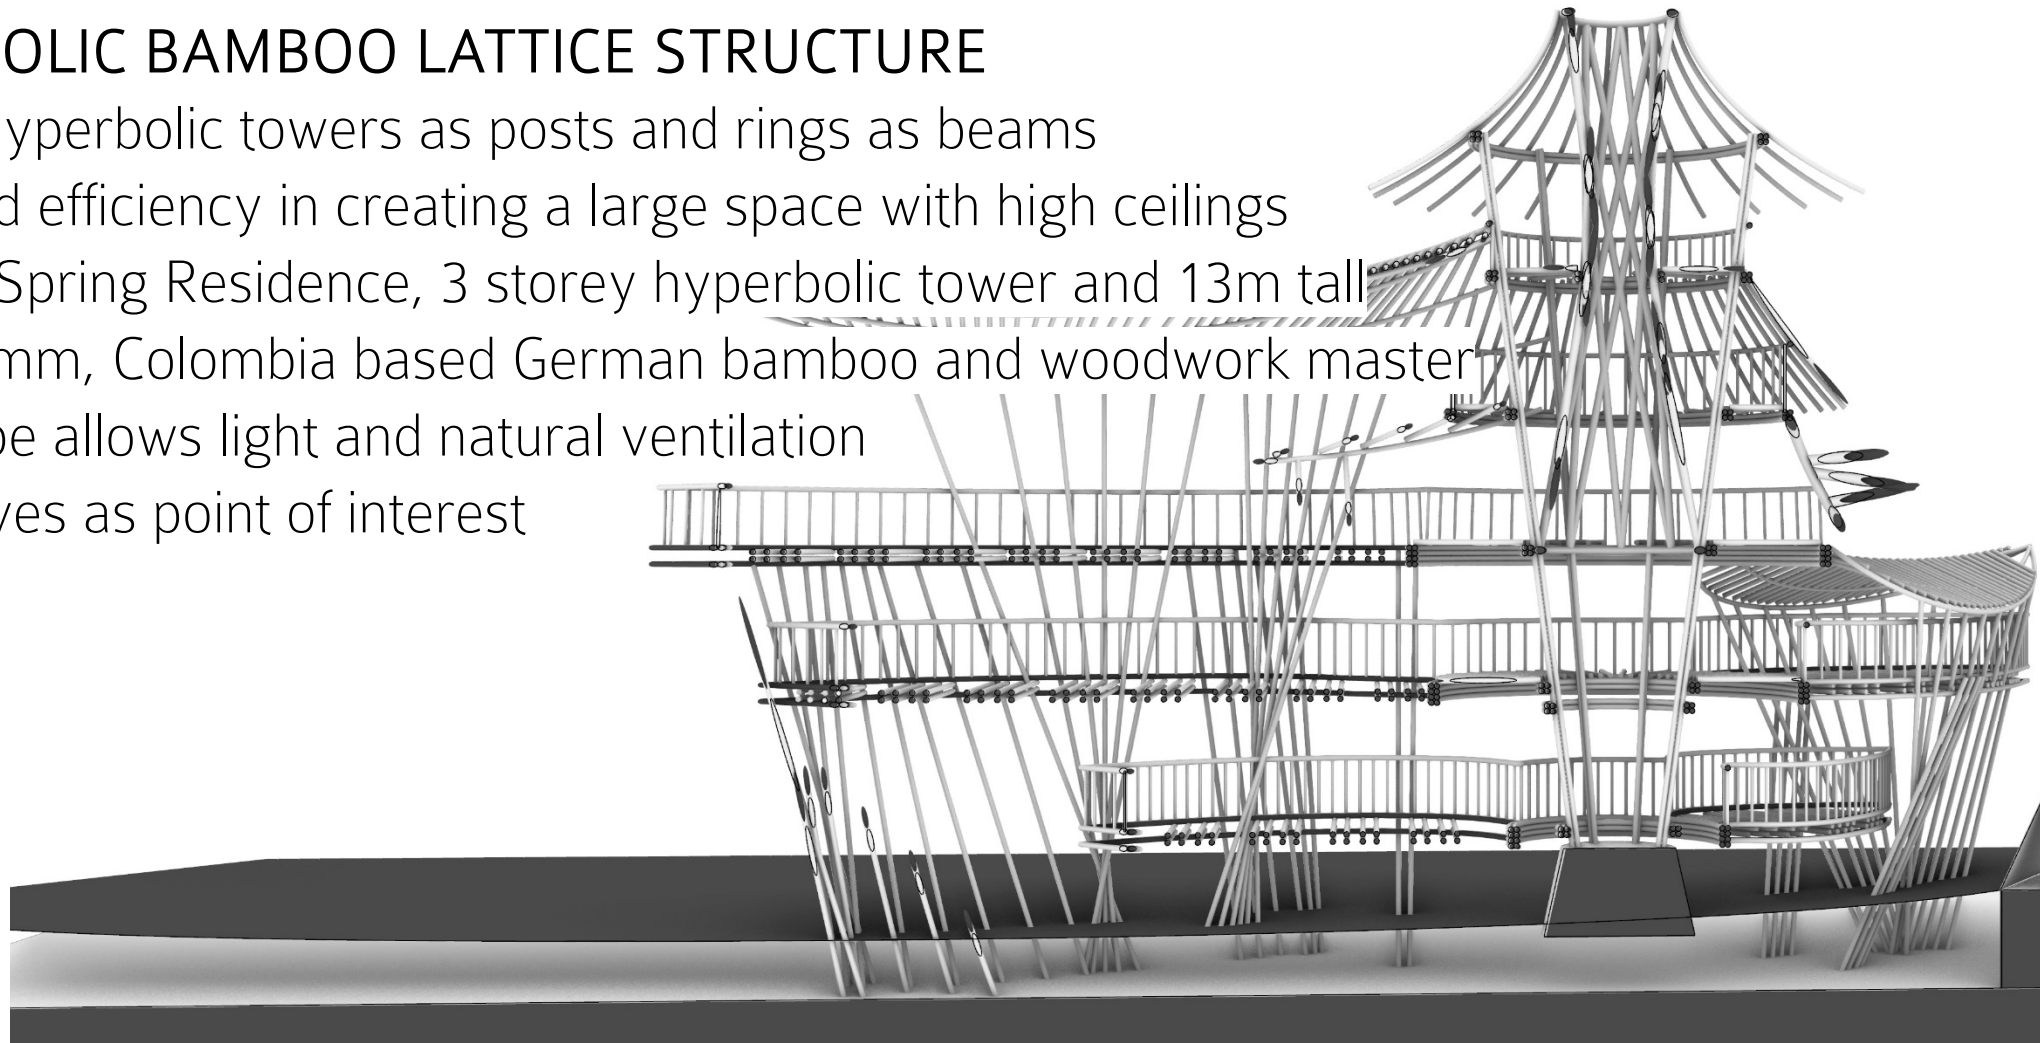 OLIC BAMBOO LATTICE STRUCTURE
yperbolic towers as posts and rings as beams
d efficiency in creating a large space with high ceilings
Spring Residence, 3 storey hyperbolic tower and 13m tall
mm, Colombia based German bamboo and woodwork master
pe allows light and natural ventilation
ves as point of interest